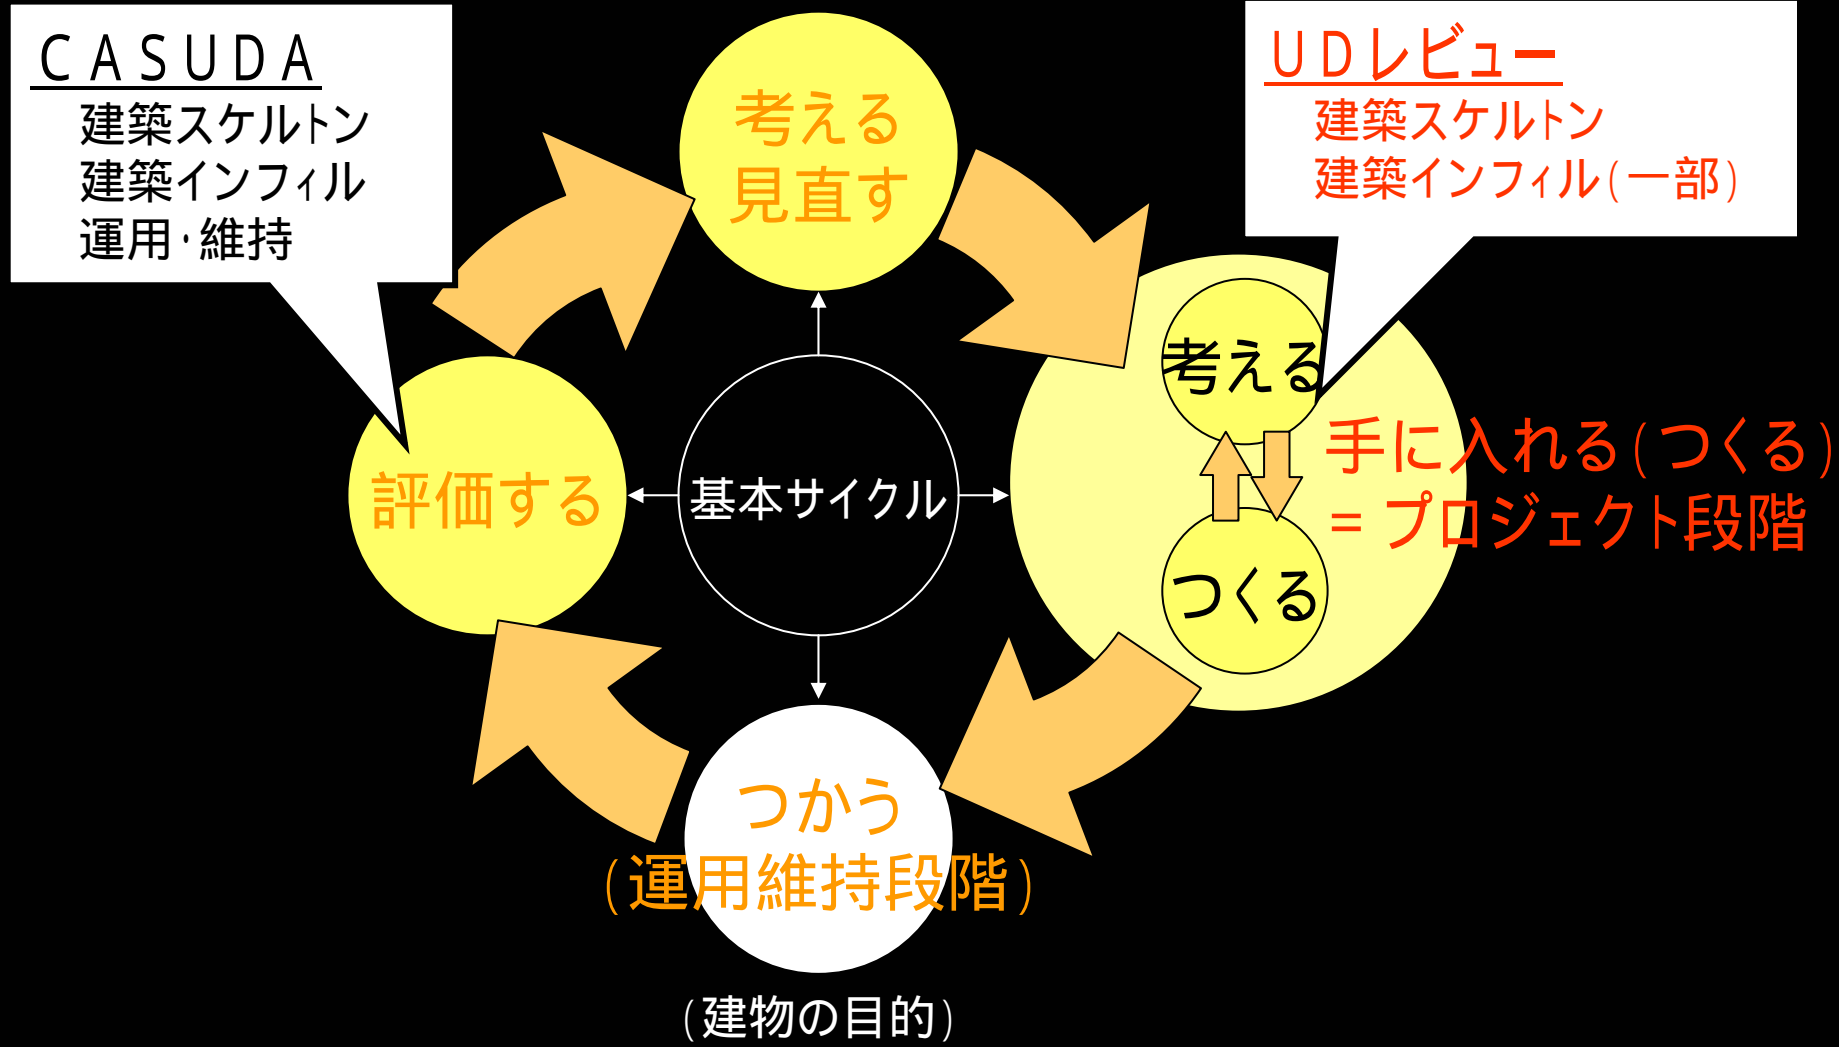 ＣＡＳＵＤＡ
建築スケルトン
建築インフィル
運用・維持
考える
見直す
ＵＤレビュー
建築スケルトン
建築インフィル(一部)
考える
手に入れる(つくる)
=プロジェクト段階
つくる
評価する
基本サイクル
つかう
(運用維持段階)
(建物の目的)